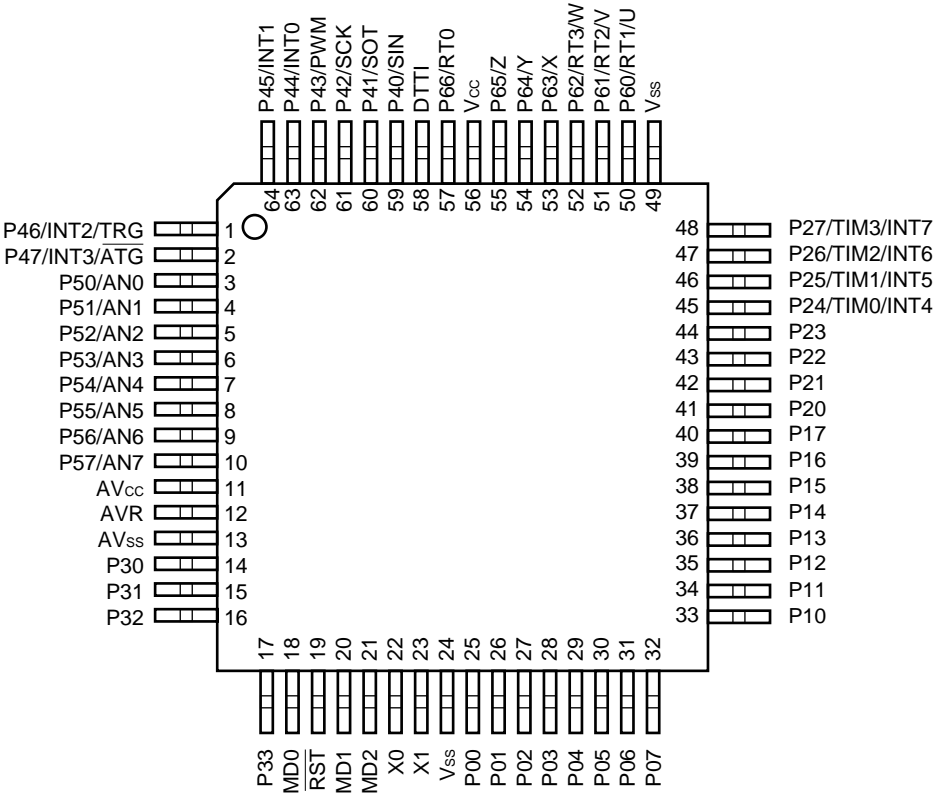 P45/INT1
P44/INT0
P43/PWM
P42/SCK
P41/SOT
P40/SIN
DTTI
P66/RT0
Vcc
P65/Z
P64/Y
P63/X
P62/RT3/W
P61/RT2/V
P60/RT1/U
Vss
64
63
62
61
60
59
58
57
56
55
54
53
52
51
50
49
P46/INT2/TRG 1
P47/INT3/A̅T̅G̅ 2
P50/AN0 3
P51/AN1 4
P52/AN2 5
P53/AN3 6
P54/AN4 7
P55/AN5 8
P56/AN6 9
P57/AN7 10
AVcc 11
AVR 12
AVss 13
P30 14
P31 15
P32 16
48 P27/TIM3/INT7
47 P26/TIM2/INT6
46 P25/TIM1/INT5
45 P24/TIM0/INT4
44 P23
43 P22
42 P21
41 P20
40 P17
39 P16
38 P15
37 P14
36 P13
35 P12
34 P11
33 P10
17
18
19
20
21
22
23
24
25
26
27
28
29
30
31
32
P33
MD0
R̅S̅T̅
MD1
MD2
X0
X1
Vss
P00
P01
P02
P03
P04
P05
P06
P07